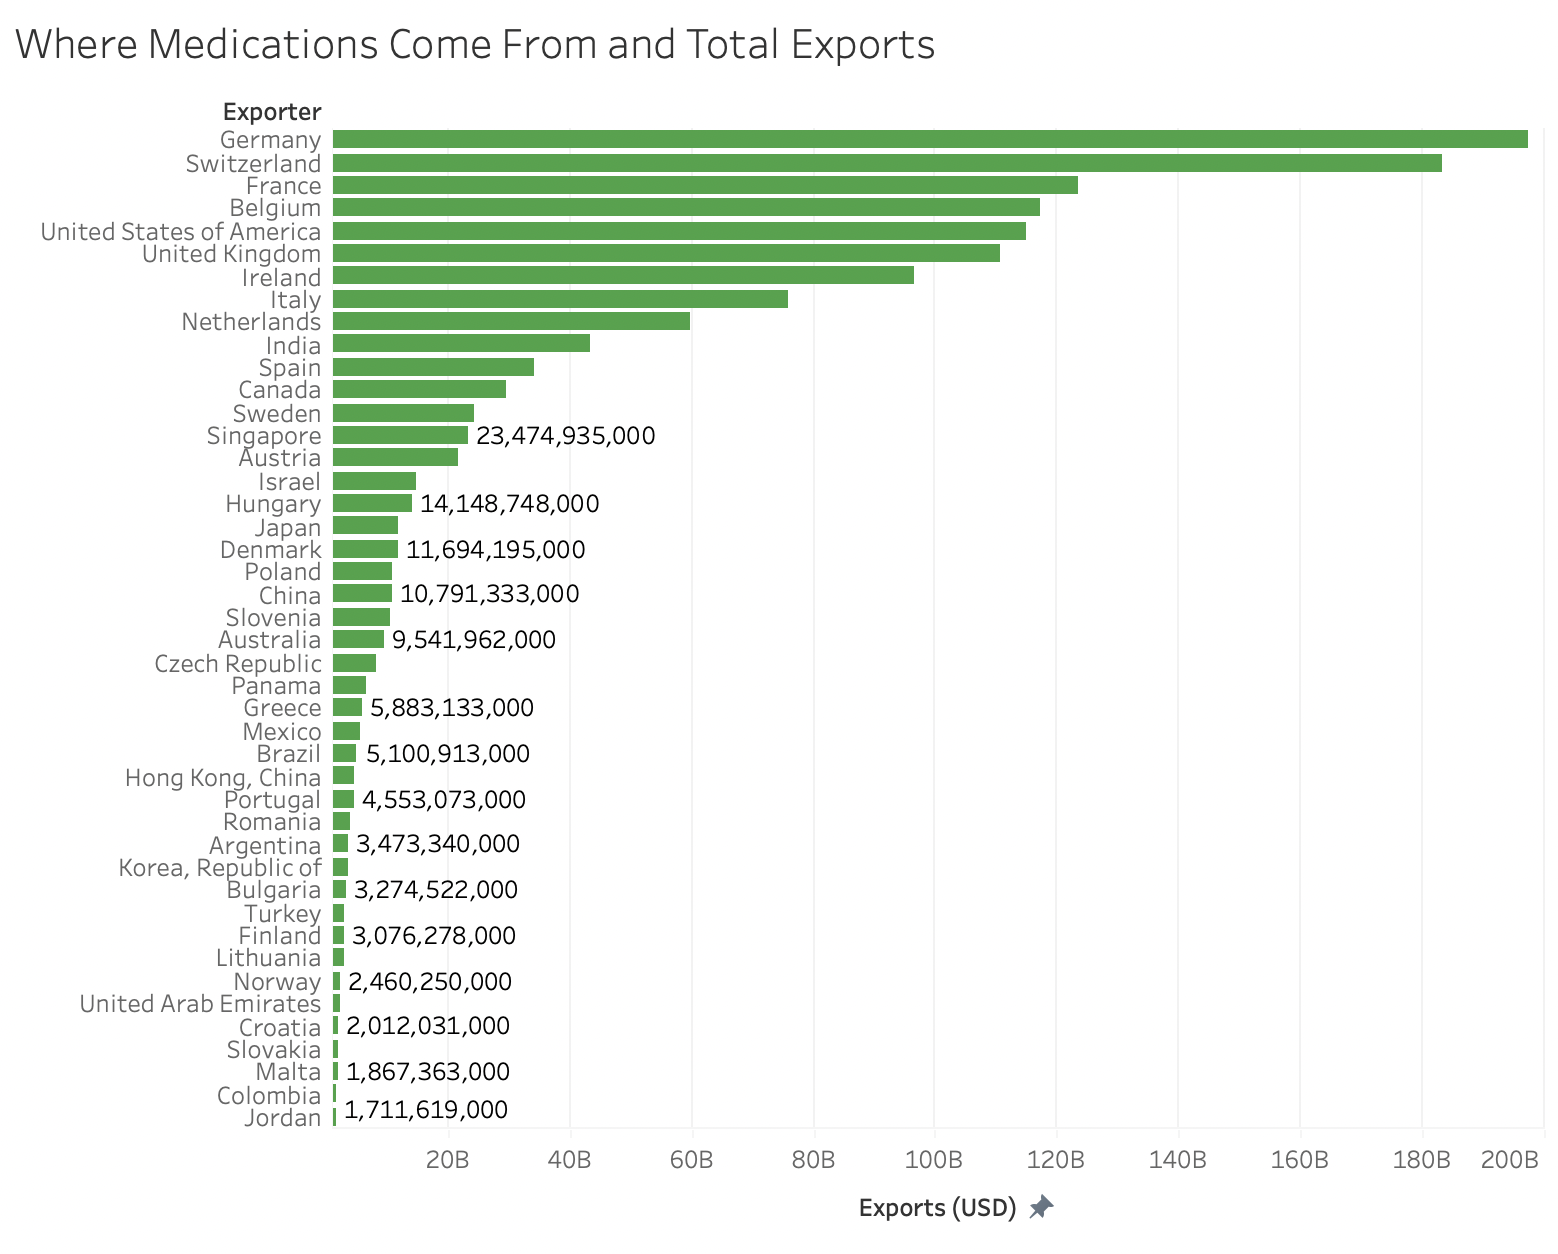 Where Medications Come From and Total Exports
Exporter
Germany
Switzerland
France
Belgium
United States of America
United Kingdom
Ireland
Italy
Netherlands
India
Spain
Canada
Sweden
Singapore 23,474,935,000
Austria
Israel
Hungary 14,148,748,000
Japan
Denmark 11,694,195,000
Poland
China 10,791,333,000
Slovenia
Australia 9,541,962,000
Czech Republic
Panama
Greece 5,883,133,000
Mexico
Brazil 5,100,913,000
Hong Kong, China
Portugal 4,553,073,000
Romania
Argentina 3,473,340,000
Korea, Republic of
Bulgaria 3,274,522,000
Turkey
Finland 3,076,278,000
Lithuania
Norway 2,460,250,000
United Arab Emirates
Croatia 2,012,031,000
Slovakia
Malta 1,867,363,000
Colombia
Jordan 1,711,619,000
20B 40B 60B 80B 100B 120B 140B 160B 180B 200B
Exports (USD)